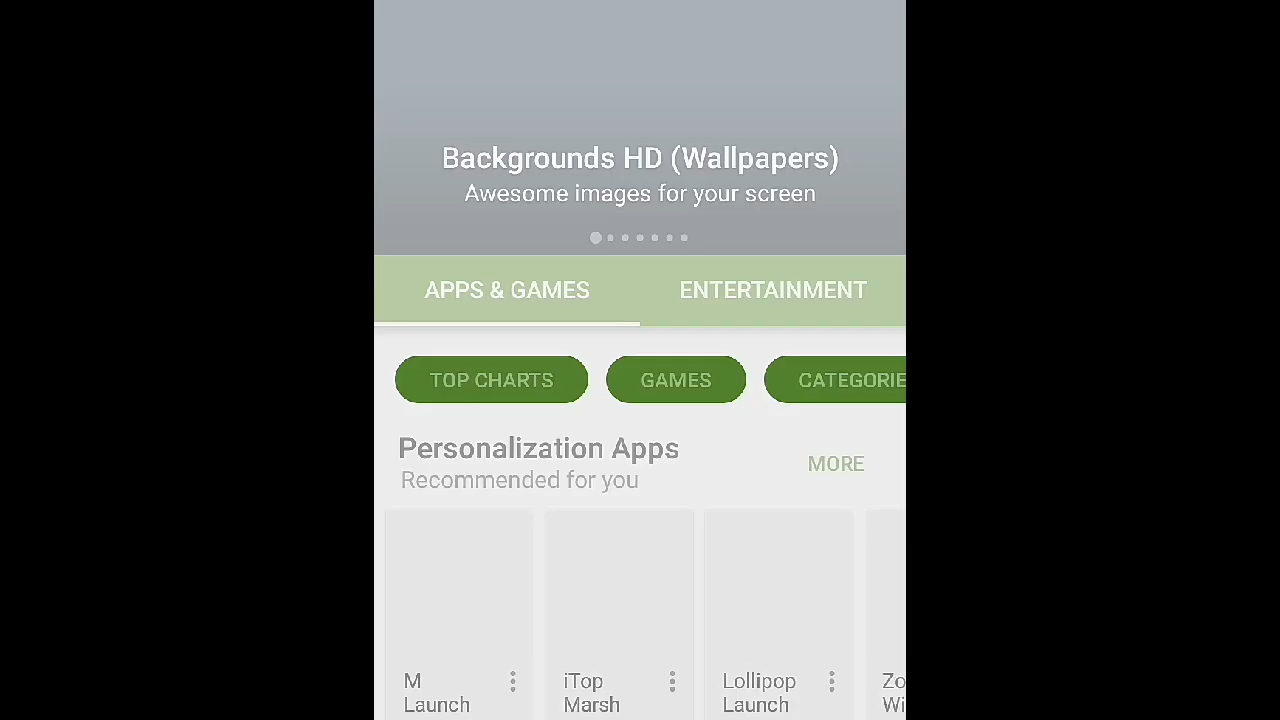 Backgrounds HD (Wallpapers)
Awesome images for your screen
APPS & GAMES ENTERTAINMENT
TOP CHARTS GAMES CATEGORIE
Personalization Apps
MORE
Recommended for you
M iTop Lollipop Zo
Launch Marsh Launch Wi